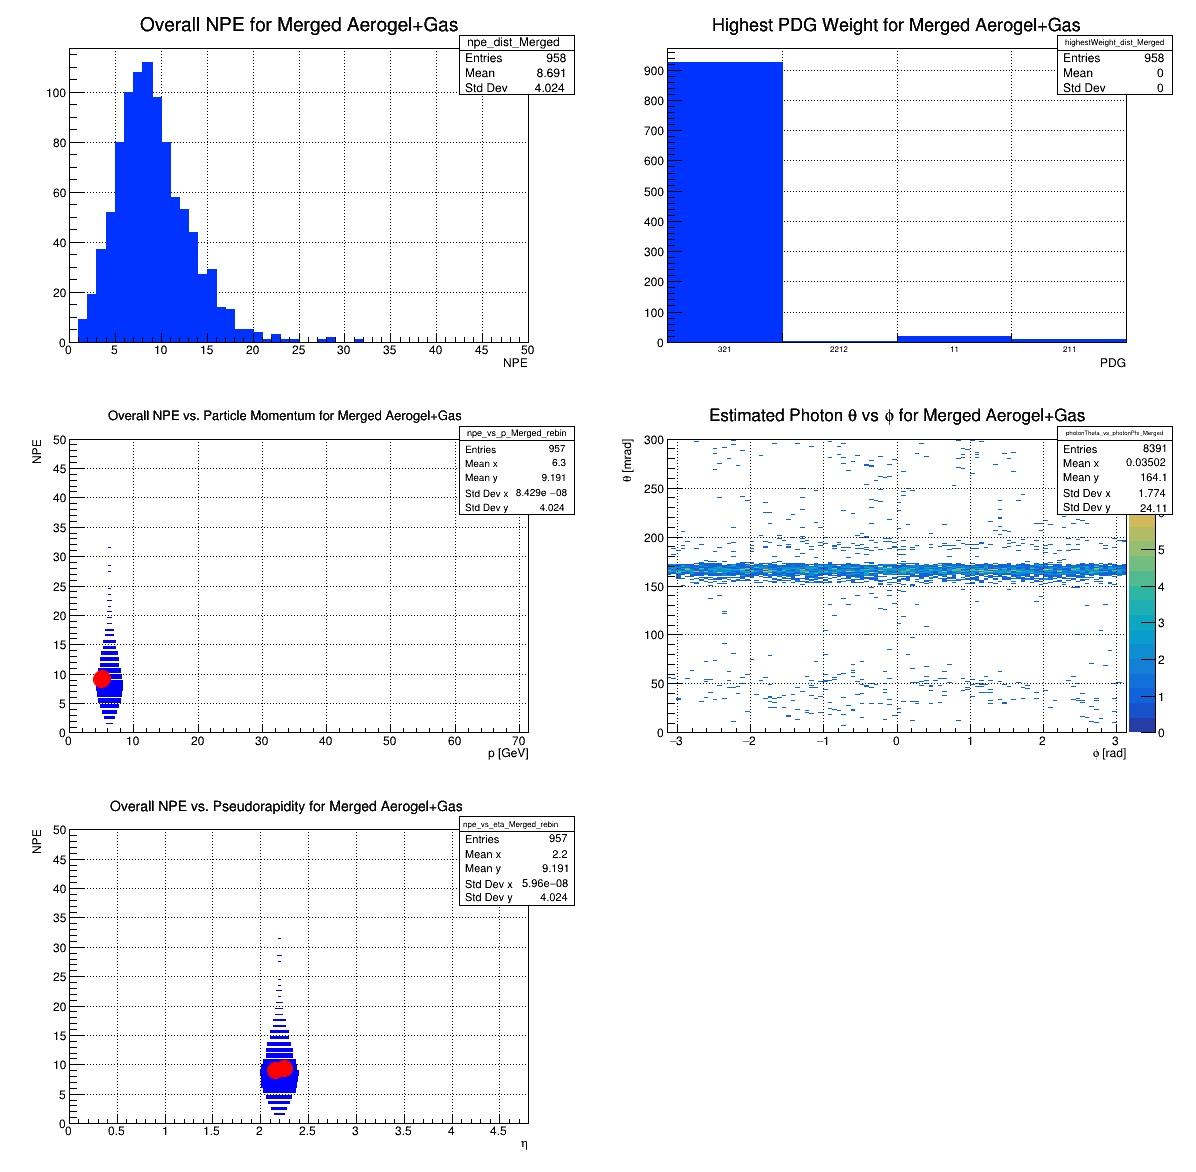 Overall NPE for Merged Aerogel+Gas
npe_dist_Merged
Entries 958
Mean 8.691
Std Dev 4.024
100
80
60
40
20
0
0 5 10 15 20 25 30 35 40 45 50
NPE
Highest PDG Weight for Merged Aerogel+Gas
highestWeight_dist_Merged
Entries 958
Mean 0
Std Dev 0
900
800
700
600
500
400
300
200
100
0
321 2212 11 211
PDG
Overall NPE vs. Particle Momentum for Merged Aerogel+Gas
npe_vs_p_Merged_rebin
Entries 957
Mean x 6.3
Mean y 9.191
Std Dev x 8.429e −08
Std Dev y 4.024
NPE
50
45
40
35
30
25
20
15
10
5
0
0 10 20 30 40 50 60 70
p [GeV]
Estimated Photon θ vs ϕ for Merged Aerogel+Gas
photonTheta_vs_photonPhi_Merged
Entries 8391
Mean x 0.03502
Mean y 164.1
Std Dev x 1.774
Std Dev y 24.11
θ [mrad]
300
250
200
150
100
50
0
−3 −2 −1 0 1 2 3
ϕ [rad]
5
4
3
2
1
0
Overall NPE vs. Pseudorapidity for Merged Aerogel+Gas
npe_vs_eta_Merged_rebin
Entries 957
Mean x 2.2
Mean y 9.191
Std Dev x 5.96e−08
Std Dev y 4.024
NPE
50
45
40
35
30
25
20
15
10
5
0
0 0.5 1 1.5 2 2.5 3 3.5 4 4.5
η